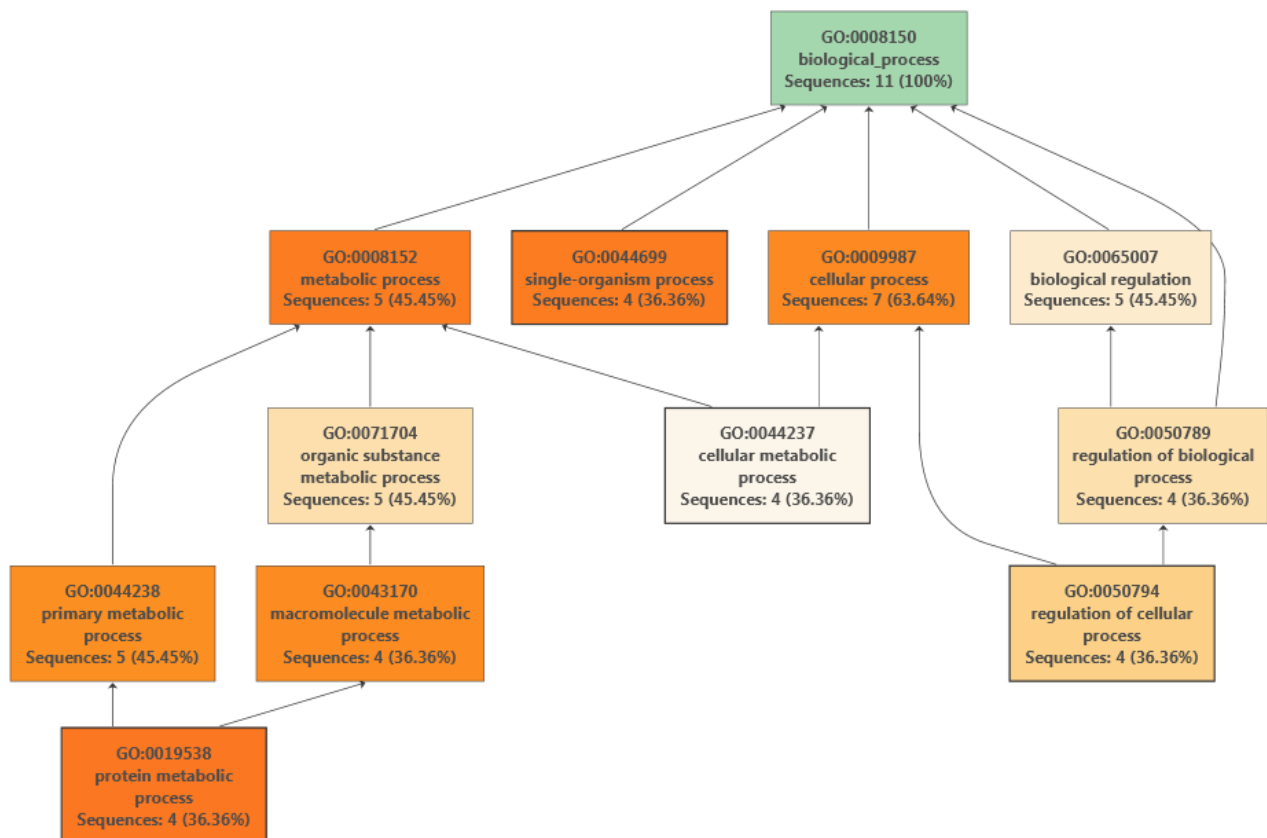 GO:0008150
biological_process
Sequences: 11 (100%)
GO:0008152
metabolic process
Sequences: 5 (45.45%)
GO:0044699
single-organism process
Sequences: 4 (36.36%)
GO:0009987
cellular process
Sequences: 7 (63.64%)
GO:0065007
biological regulation
Sequences: 5 (45.45%)
GO:0071704
organic substance
metabolic process
Sequences: 5 (45.45%)
GO:0044237
cellular metabolic
process
Sequences: 4 (36.36%)
GO:0050789
regulation of biological
process
Sequences: 4 (36.36%)
GO:0044238
primary metabolic
process
Sequences: 5 (45.45%)
GO:0043170
macromolecule metabolic
process
Sequences: 4 (36.36%)
GO:0050794
regulation of cellular
process
Sequences: 4 (36.36%)
GO:0019538
protein metabolic
process
Sequences: 4 (36.36%)